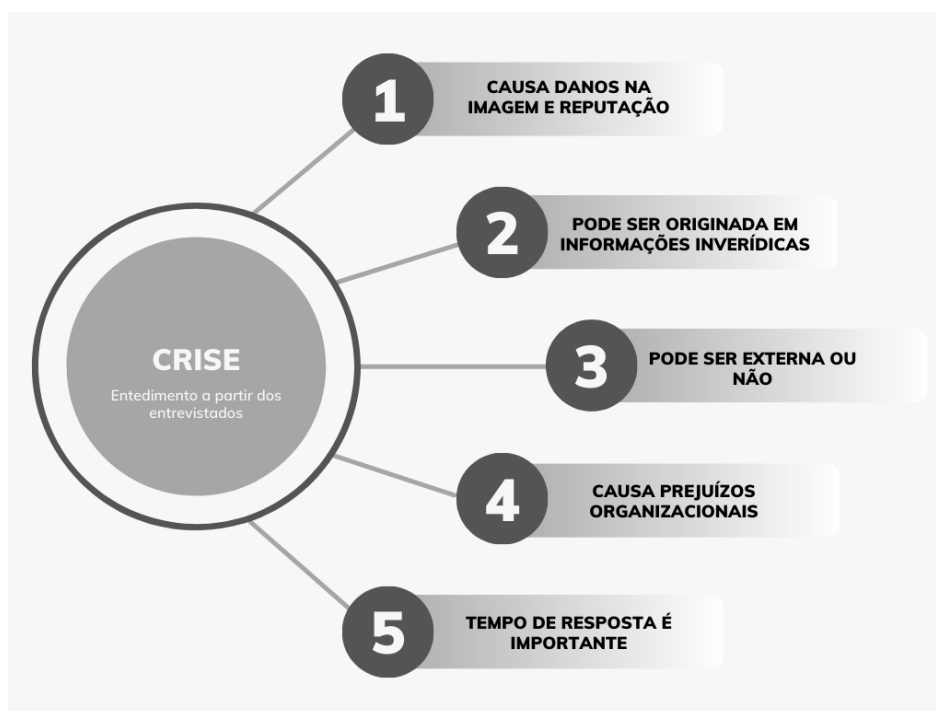 1
CAUSA DANOS NA
IMAGEM E REPUTAÇÃO
2
PODE SER ORIGINADA EM
INFORMAÇÕES INVERÍDICAS
CRISE
Entedimento a partir dos
entrevistados
3
PODE SER EXTERNA OU
NÃO
4
CAUSA PREJUÍZOS
ORGANIZACIONAIS
5
TEMPO DE RESPOSTA É
IMPORTANTE